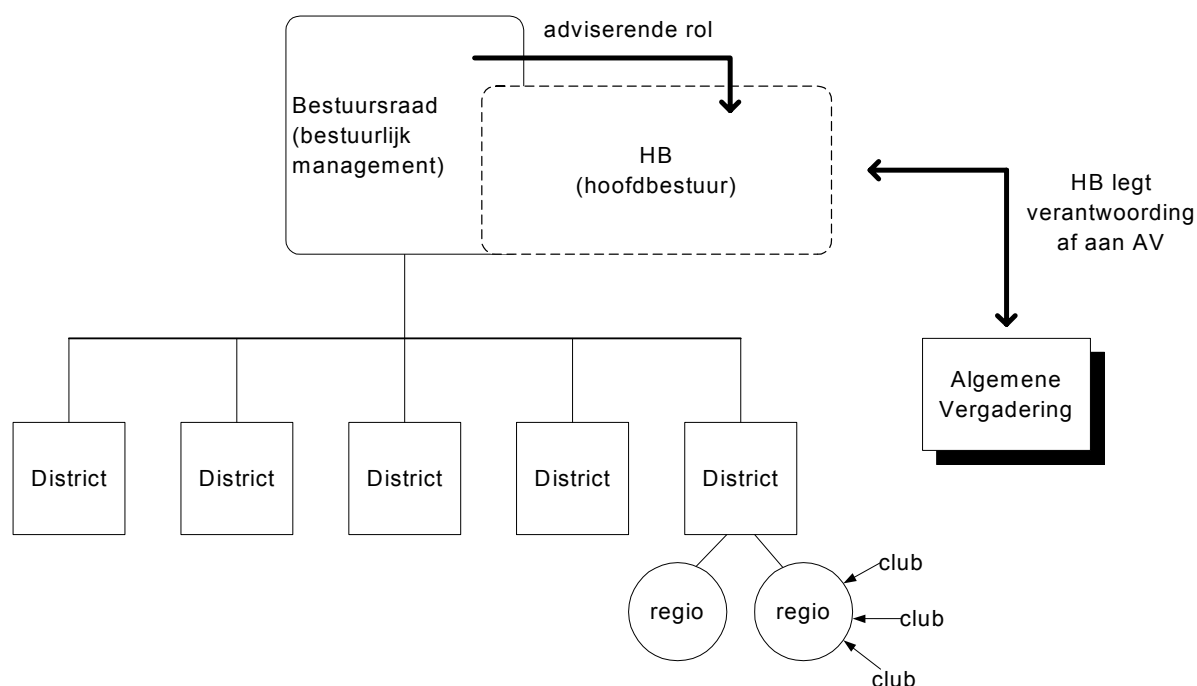 adviserende rol
Bestuursraad
(bestuurlijk
management)
HB
(hoofdbestuur)
HB legt
verantwoording
af aan AV
Algemene
Vergadering
District
District
District
District
District
regio
regio
club
club
club